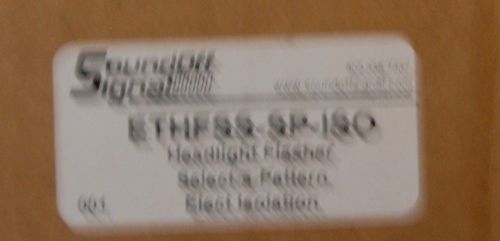 SoundOff
Signal
ETHFSS-SP-ISO
Headlight Flasher
Select-a-Pattern
Elect Isolation
001